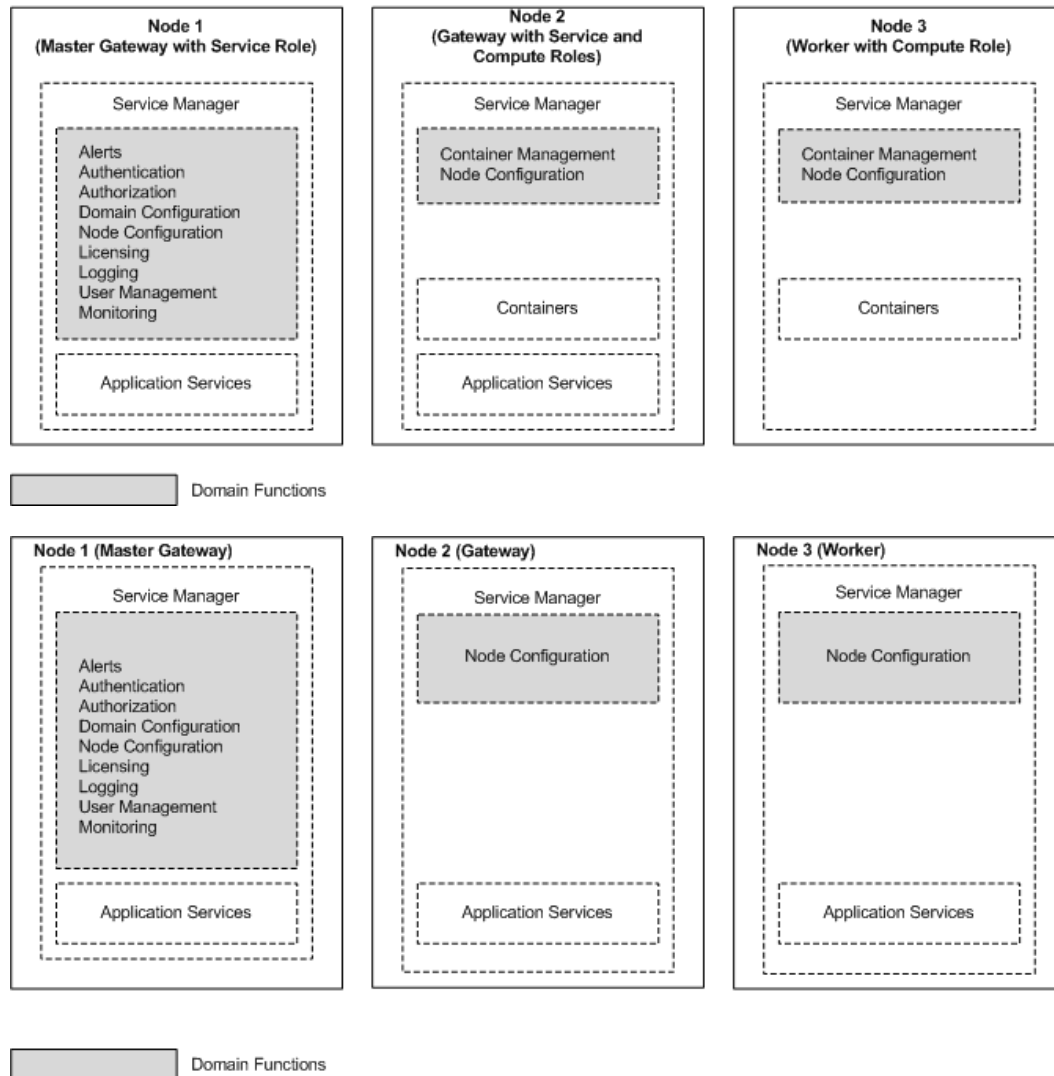 Node 1
(Master Gateway with Service Role)
Service Manager
Alerts
Authentication
Authorization
Domain Configuration
Node Configuration
Licensing
Logging
User Management
Monitoring
Application Services
Node 2
(Gateway with Service and
Compute Roles)
Service Manager
Container Management
Node Configuration
Containers
Application Services
Node 3
(Worker with Compute Role)
Service Manager
Container Management
Node Configuration
Containers
Domain Functions
Node 1 (Master Gateway)
Service Manager
Alerts
Authentication
Authorization
Domain Configuration
Node Configuration
Licensing
Logging
User Management
Monitoring
Application Services
Node 2 (Gateway)
Service Manager
Node Configuration
Application Services
Node 3 (Worker)
Service Manager
Node Configuration
Application Services
Domain Functions